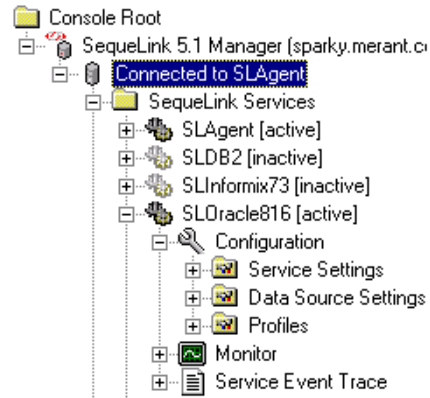 Console Root
SequeLink 5.1 Manager (sparky.merant.c
Connected to SLAgent
SequeLink Services
SLAgent [active]
SLDB2 [inactive]
SLInformix73 [inactive]
SLOracle816 [active]
Configuration
Service Settings
Data Source Settings
Profiles
Monitor
Service Event Trace